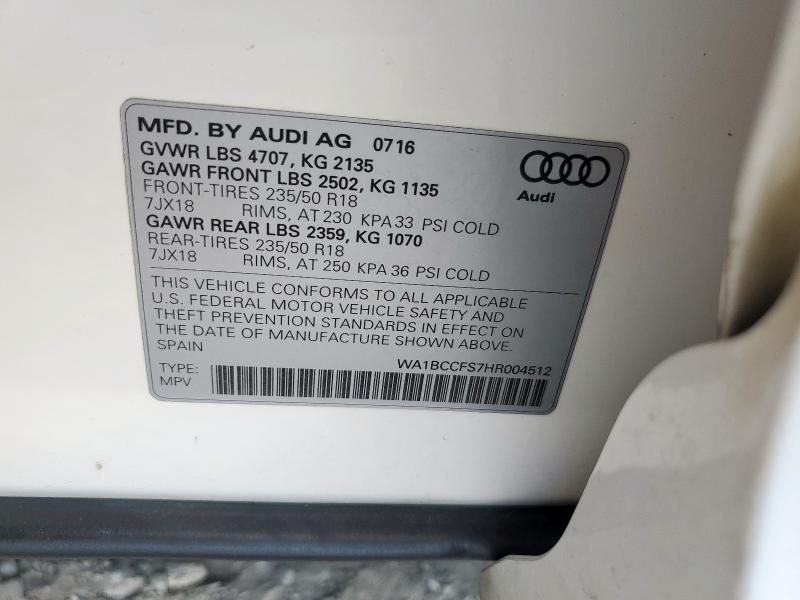 MFD. BY AUDI AG 0716
GVWR LBS 4707, KG 2135
GAWR FRONT LBS 2502, KG 1135
FRONT-TIRES 235/50 R18
7JX18 RIMS, AT 230 KPA 33 PSI COLD
GAWR REAR LBS 2359, KG 1070
REAR-TIRES 235/50 R18
7JX18 RIMS, AT 250 KPA 36 PSI COLD
Audi
THIS VEHICLE CONFORMS TO ALL APPLICABLE
U.S. FEDERAL MOTOR VEHICLE SAFETY AND
THEFT PREVENTION STANDARDS IN EFFECT ON
THE DATE OF MANUFACTURE SHOWN ABOVE.
SPAIN
WA1BCCFS7HR004512
TYPE:
MPV